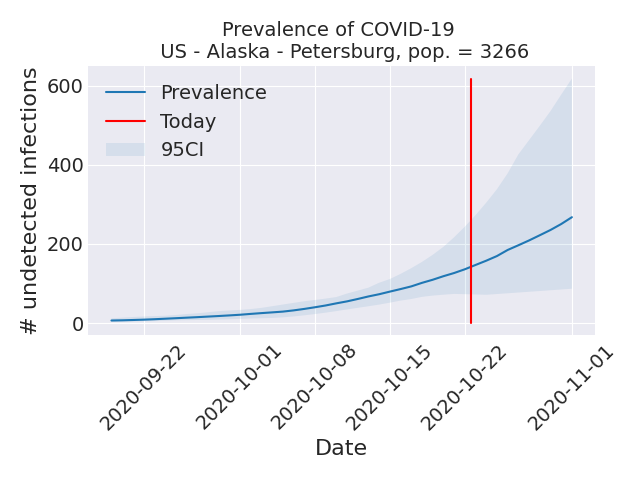 Prevalence of COVID-19
US - Alaska - Petersburg, pop. = 3266
# undetected infections
600
400
200
0
Prevalence
Today
95CI
2020-09-22
2020-10-01
2020-10-08
2020-10-15
2020-10-22
2020-11-01
Date